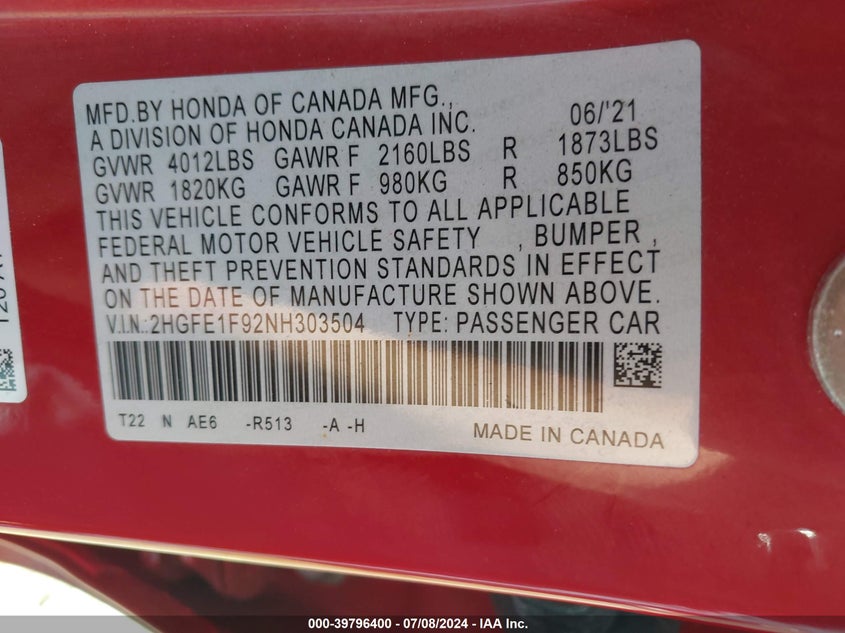 MFD.BY HONDA OF CANADA MFG., 06/'21
A DIVISION OF HONDA CANADA INC.
GVWR 4012LBS GAWR F 2160LBS R 1873LBS
GVWR 1820KG GAWR F 980KG R 850KG
THIS VEHICLE CONFORMS TO ALL APPLICABLE
FEDERAL MOTOR VEHICLE SAFETY , BUMPER ,
AND THEFT PREVENTION STANDARDS IN EFFECT
ON THE DATE OF MANUFACTURE SHOWN ABOVE.
V.I.N.:2HGFE1F92NH303504 TYPE: PASSENGER CAR
T22 N AE6 -R513 -A -H MADE IN CANADA
000-39796400 - 07/08/2024 - IAA Inc.